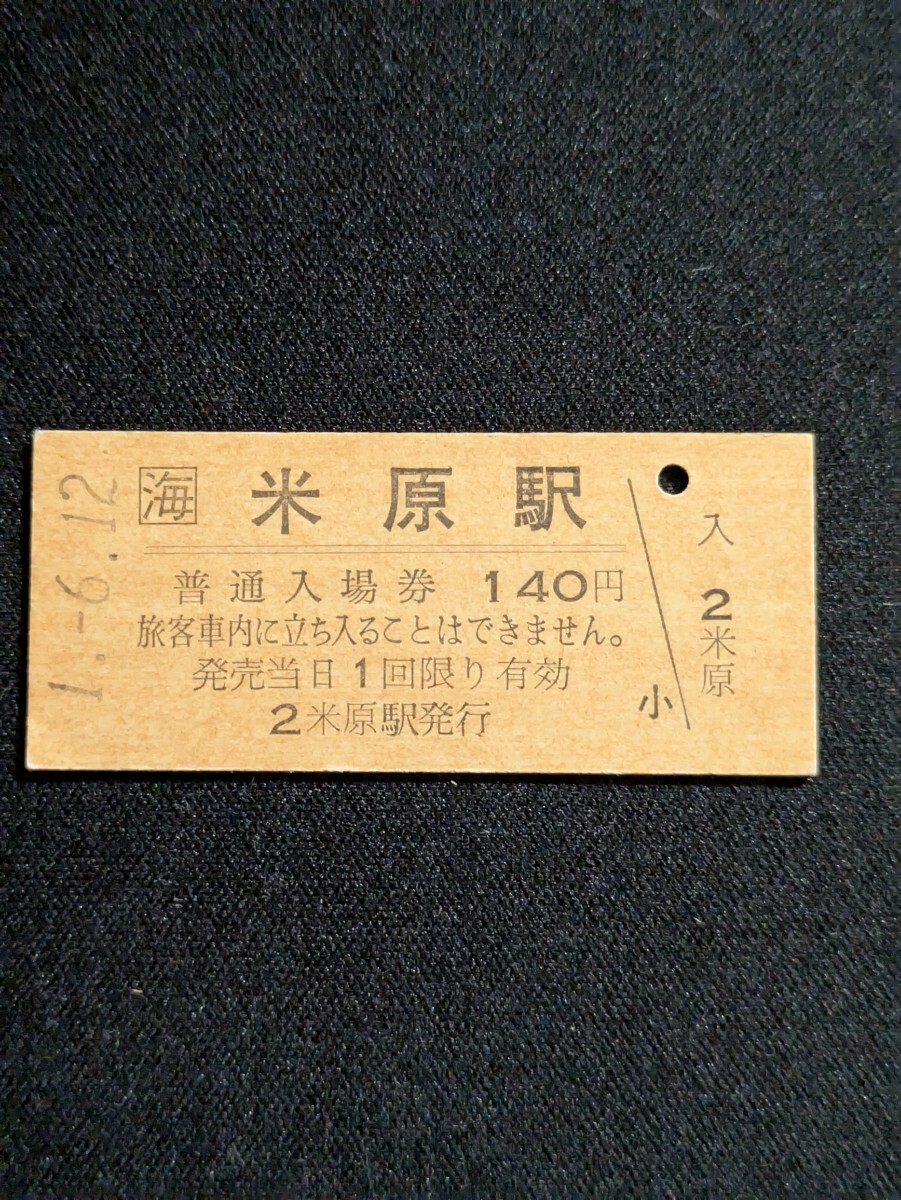 1.-6.12
海 米原駅
普通入場券 140円
旅客車内に立ち入ることはできません。
発売当日1回限り有効
2米原駅発行
小
入
2
米原